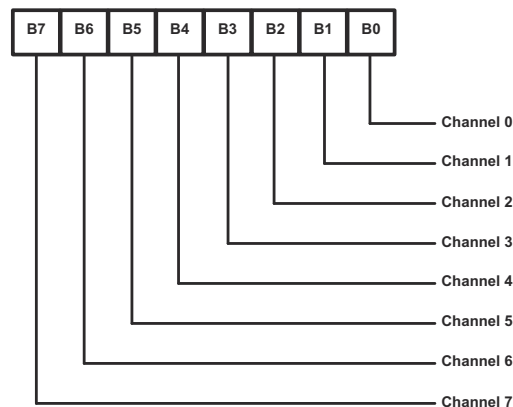 B7 B6 B5 B4 B3 B2 B1 B0
Channel 0
Channel 1
Channel 2
Channel 3
Channel 4
Channel 5
Channel 6
Channel 7